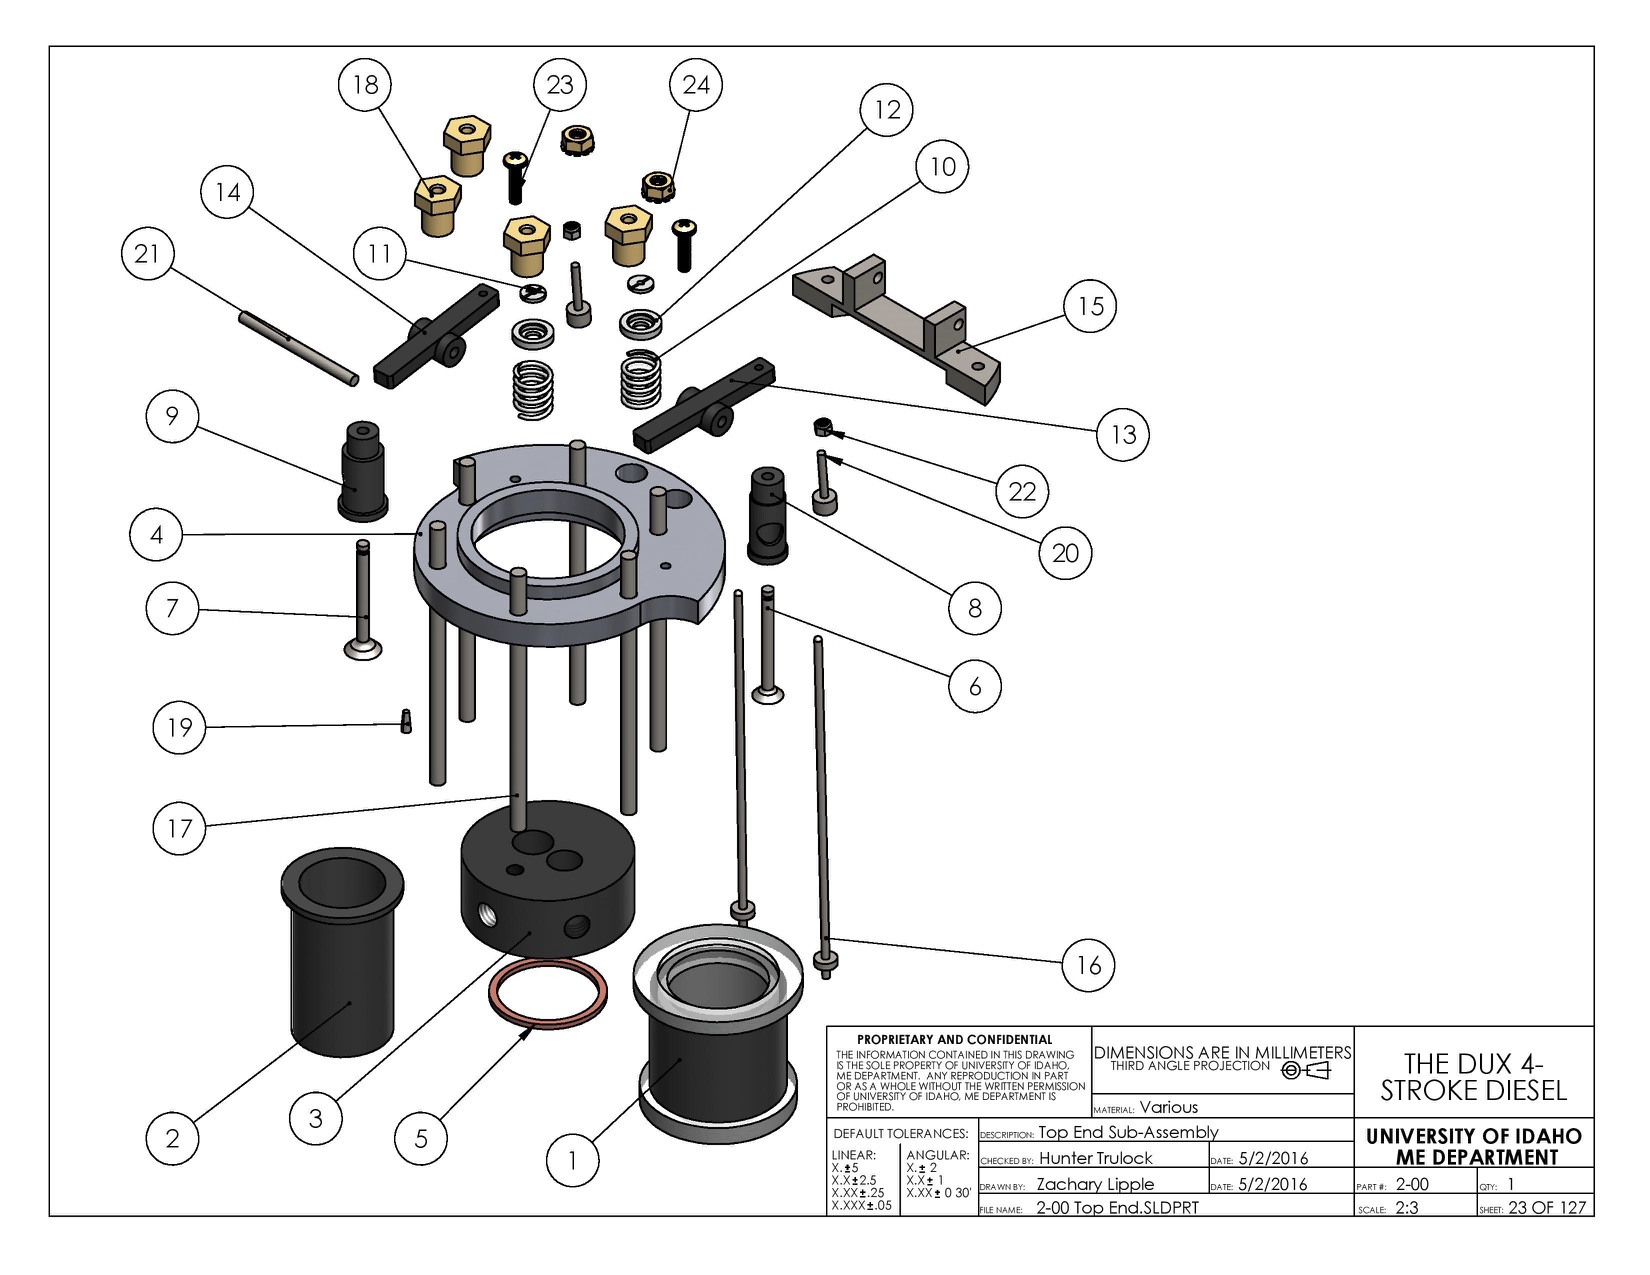 18
23
24
12
10
14
21
11
15
9
13
22
4
20
7
8
6
19
17
16
2
3
5
1
PROPRIETARY AND CONFIDENTIAL
THE INFORMATION CONTAINED IN THIS DRAWING
IS THE SOLE PROPERTY OF UNIVERSITY OF IDAHO,
ME DEPARTMENT. ANY REPRODUCTION IN PART
OR AS A WHOLE WITHOUT THE WRITTEN PERMISSION
OF UNIVERSITY OF IDAHO, ME DEPARTMENT IS
PROHIBITED.
DIMENSIONS ARE IN MILLIMETERS
THIRD ANGLE PROJECTION
MATERIAL: Various
THE DUX 4-
STROKE DIESEL
DEFAULT TOLERANCES:
LINEAR:
X.±5
X.X±2.5
X.XX±.25
X.XXX±.05
ANGULAR:
X.± 2
X.X± 1
X.XX± 0 30'
DESCRIPTION: Top End Sub-Assembly
CHECKED BY: Hunter Trulock
DATE: 5/2/2016
DRAWN BY: Zachary Lipple
DATE: 5/2/2016
FILE NAME: 2-00 Top End.SLDPRT
UNIVERSITY OF IDAHO
ME DEPARTMENT
PART #: 2-00
QTY: 1
SCALE: 2:3
SHEET: 23 OF 127